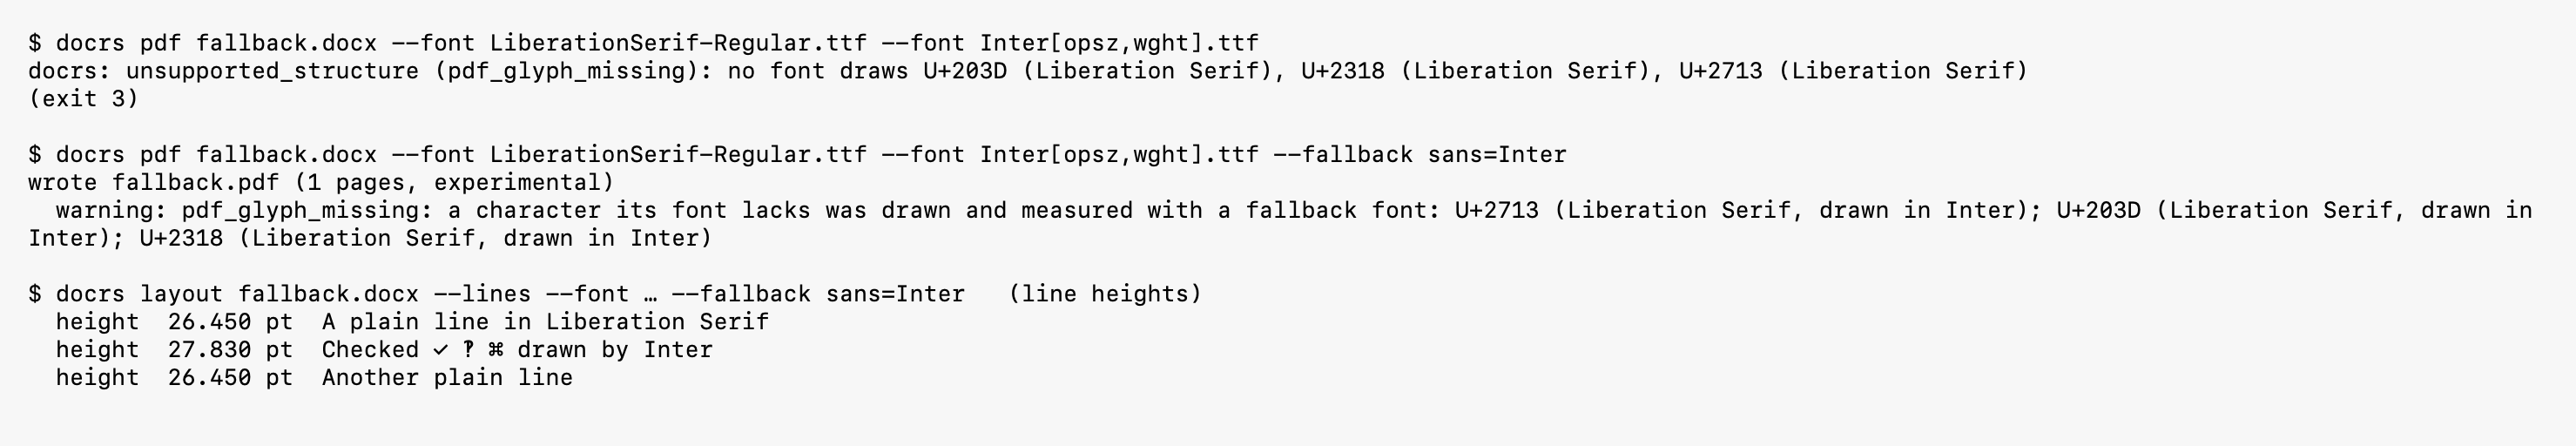 $ docrs pdf fallback.docx --font LiberationSerif-Regular.ttf --font Inter[opsz,wght].ttf
docrs: unsupported_structure (pdf_glyph_missing): no font draws U+203D (Liberation Serif), U+2318 (Liberation Serif), U+2713 (Liberation Serif)
(exit 3)
$ docrs pdf fallback.docx --font LiberationSerif-Regular.ttf --font Inter[opsz,wght].ttf --fallback sans=Inter
wrote fallback.pdf (1 pages, experimental)
  warning: pdf_glyph_missing: a character its font lacks was drawn and measured with a fallback font: U+2713 (Liberation Serif, drawn in Inter); U+203D (Liberation Serif, drawn in
Inter); U+2318 (Liberation Serif, drawn in Inter)
$ docrs layout fallback.docx --lines --font … --fallback sans=Inter   (line heights)
  height  26.450 pt  A plain line in Liberation Serif
  height  27.830 pt  Checked ✓ ‽ ⌘ drawn by Inter
  height  26.450 pt  Another plain line